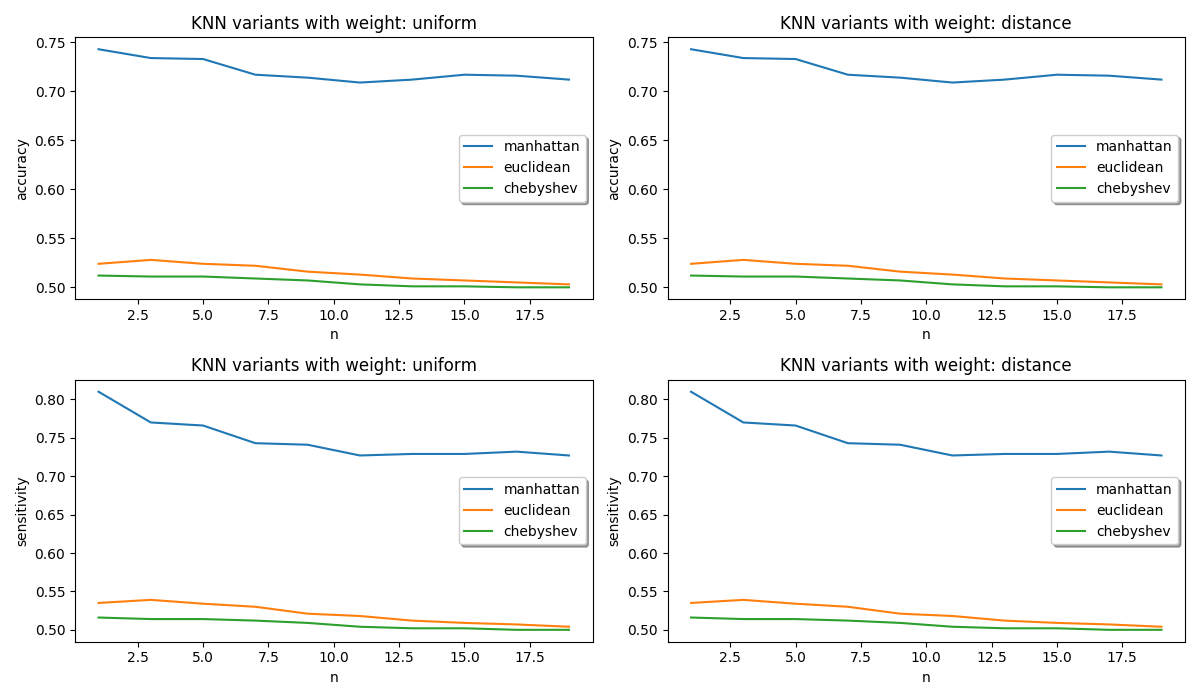 KNN variants with weight: uniform
0.75
0.70
0.65
0.60
0.55
0.50
accuracy
manhattan
euclidean
chebyshev
2.5 5.0 7.5 10.0 12.5 15.0 17.5
n
KNN variants with weight: distance
0.75
0.70
0.65
0.60
0.55
0.50
accuracy
manhattan
euclidean
chebyshev
2.5 5.0 7.5 10.0 12.5 15.0 17.5
n
KNN variants with weight: uniform
0.80
0.75
0.70
0.65
0.60
0.55
0.50
sensitivity
manhattan
euclidean
chebyshev
2.5 5.0 7.5 10.0 12.5 15.0 17.5
n
KNN variants with weight: distance
0.80
0.75
0.70
0.65
0.60
0.55
0.50
sensitivity
manhattan
euclidean
chebyshev
2.5 5.0 7.5 10.0 12.5 15.0 17.5
n